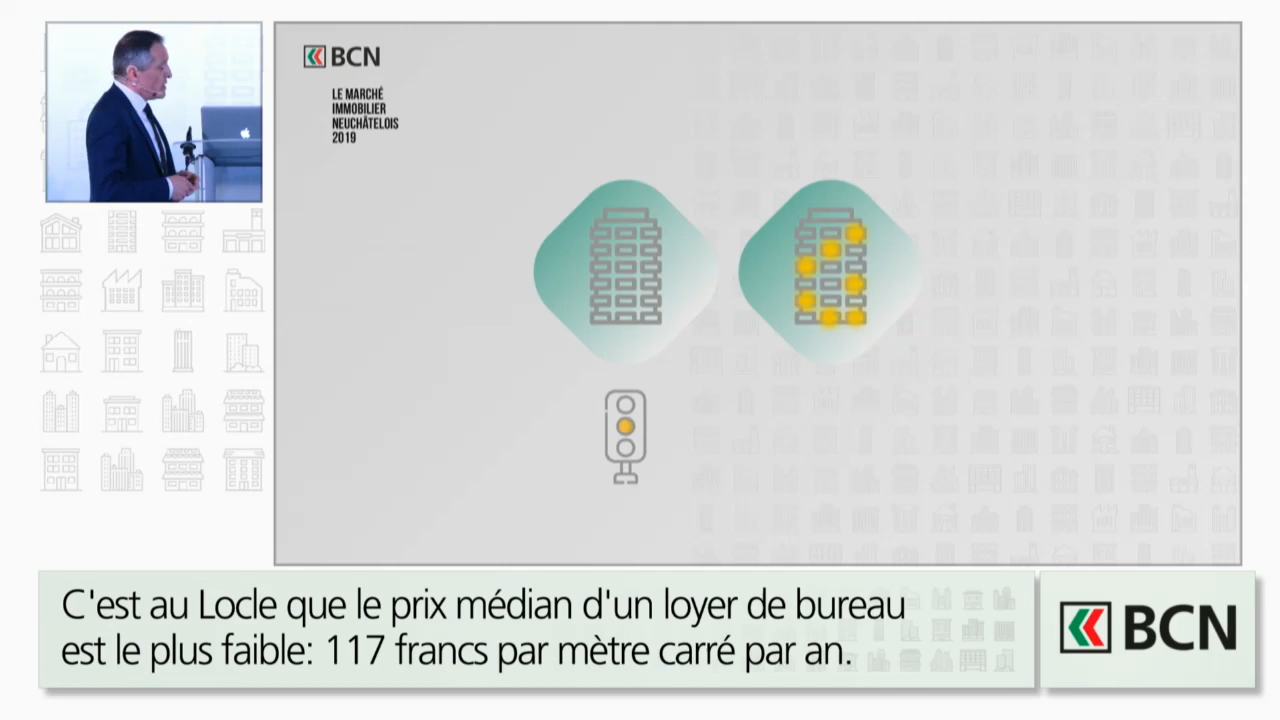 BCN
LE MARCHÉ
IMMOBILIER
NEUCHÂTELOIS
2019
C'est au Locle que le prix médian d'un loyer de bureau
est le plus faible: 117 francs par mètre carré par an.
BCN